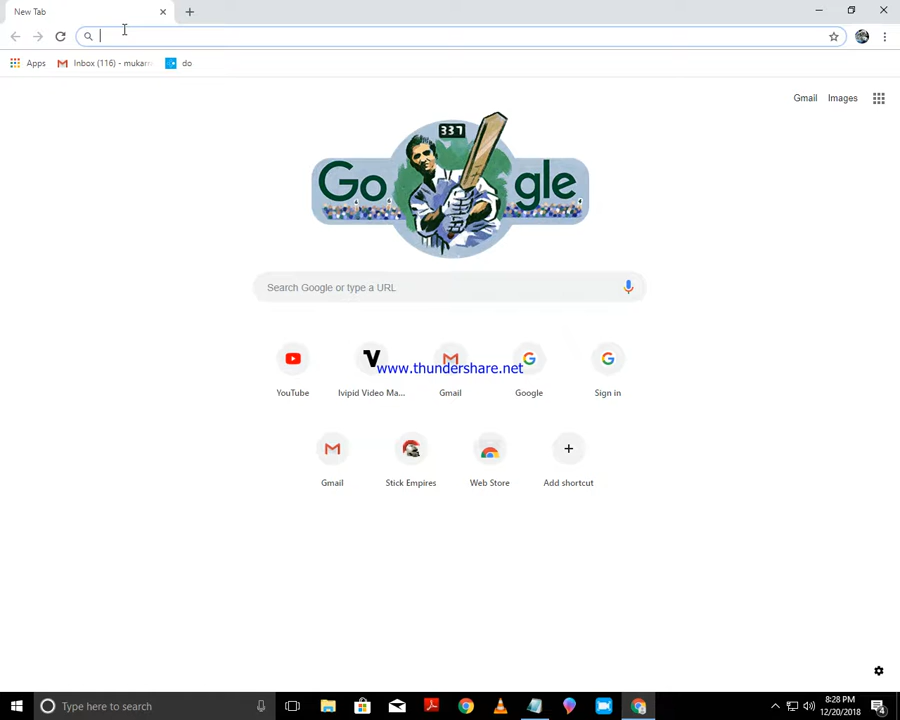 New Tab
Apps
Inbox (116) - mukarra
do
Gmail
Images
337
Go gle
Search Google or type a URL
www.thundershare.net
YouTube
Ivipid Video Ma...
Gmail
Google
Sign in
Gmail
Stick Empires
Web Store
Add shortcut
Type here to search
8:28 PM
12/20/2018
4